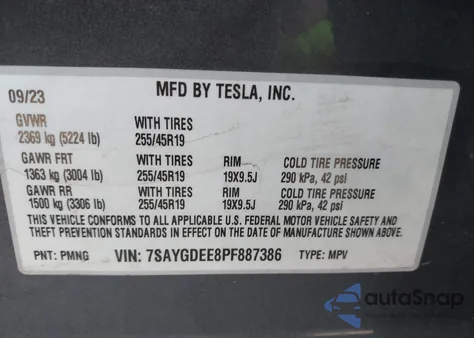 MFD BY TESLA, INC.
09/23
GVWR WITH TIRES
2369 kg (5224 lb) 255/45R19
GAWR FRT WITH TIRES RIM COLD TIRE PRESSURE
1363 kg (3004 lb) 255/45R19 19X9.5J 290 kPa, 42 psi
GAWR RR WITH TIRES RIM COLD TIRE PRESSURE
1500 kg (3306 lb) 255/45R19 19X9.5J 290 kPa, 42 psi
THIS VEHICLE CONFORMS TO ALL APPLICABLE U.S. FEDERAL MOTOR VEHICLE SAFETY AND
THEFT PREVENTION STANDARDS IN EFFECT ON THE DATE OF MANUFACTURE SHOWN ABOVE.
PNT: PMNG VIN: 7SAYGDEE8PF887386 TYPE: MPV
autoSnap